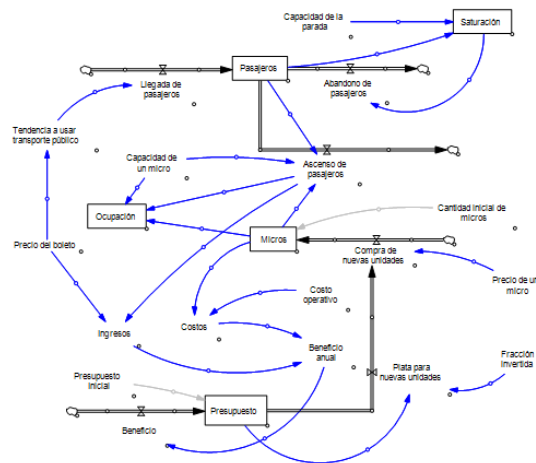 Capacidad de la
parada
Saturación
Pasajeros
Llegada de
pasajeros
Abandono de
pasajeros
Tendencia a usar
transporte público
Capacidad de
un micro
Ascenso de
pasajeros
Ocupación
Cantidad inicial de
micros
Precio del boleto
Micros
Compra de
nuevas unidades
Precio de un
micro
Costo
operativo
Ingresos
Costos
Beneficio
anual
Presupuesto
Inicial
Plata para
nuevas unidades
Fracción
Invertida
Presupuesto
Beneficio